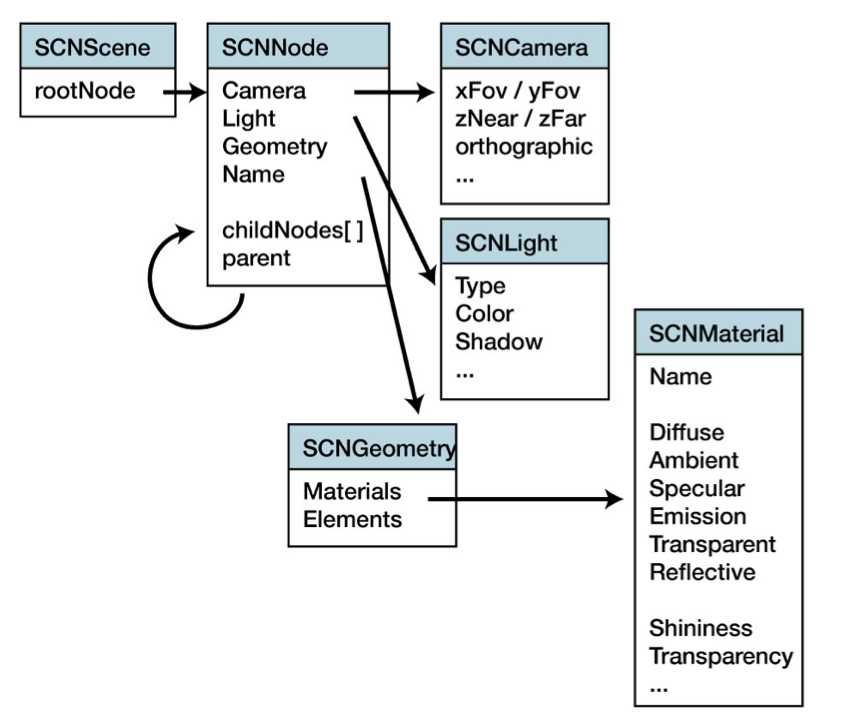 SCNScene
rootNode
SCNNode
Camera
Light
Geometry
Name
childNodes[ ]
parent
SCNCamera
xFov / yFov
zNear / zFar
orthographic
...
SCNLight
Type
Color
Shadow
...
SCNGeometry
Materials
Elements
SCNMaterial
Name
Diffuse
Ambient
Specular
Emission
Transparent
Reflective
Shininess
Transparency
...